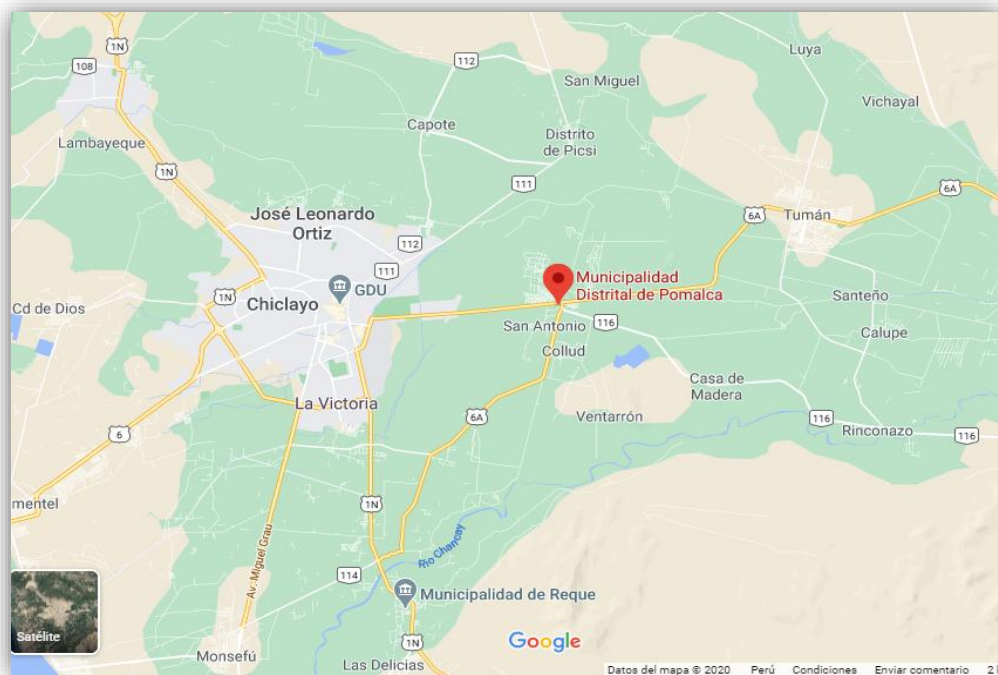 1N
108
112
Luya
San Miguel
Vichayal
Capote
Distrito
de Picsi
Lambayeque
1N
1N
111
6A
6A
Tumán
José Leonardo
Ortiz
112
111
GDU
Municipalidad
Distrital de Pomalca
1N
Chiclayo
Santeño
Cd de Dios
San Antonio
116
Calupe
Collud
Casa de
Madera
La Victoria
6A
Ventarrón
116
6
Rinconazo
116
mentel
1N
Av. Miguel Grau
Río Chancay
114
Municipalidad de Reque
Satélite
Google
1N
Monsefú
Las Delicias
Datos del mapa © 2020 Perú Condiciones Enviar comentario 2